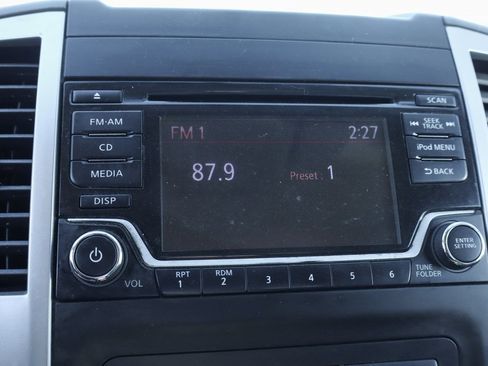 SCAN
FM·AM
CD
MEDIA
DISP
FM 1 2:27
87.9 Preset : 1
SEEK
TRACK
iPod MENU
BACK
ENTER
SETTING
VOL
RPT
1
RDM
2
3
4
5
6
TUNE
FOLDER